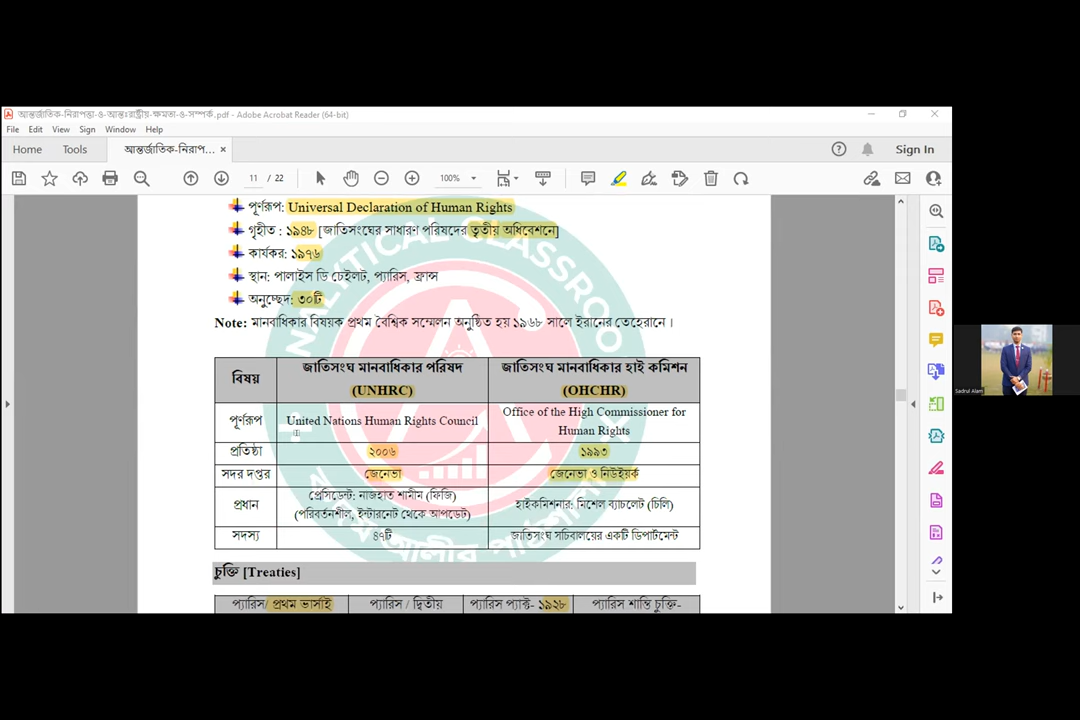 আন্তর্জাতিক-নিরাপত্তা-ও-আন্তঃরাষ্ট্রীয়-ক্ষমতা-ও-সম্পর্ক.pdf - Adobe Acrobat Reader (64-bit)
File Edit View Sign Window Help
Home Tools আন্তর্জাতিক-নিরাপ... × Sign In
11 / 22 100%
পূর্ণরূপ: Universal Declaration of Human Rights
গৃহীত : ১৯৪৮ [জাতিসংঘের সাধারণ পরিষদের তৃতীয় অধিবেশনে]
কার্যকর: ১৯৭৬
স্থান: পালাইস ডি চেইলট, প্যারিস, ফ্রান্স
অনুচ্ছেদ: ৩০টি
Note: মানবাধিকার বিষয়ক প্রথম বৈশ্বিক সম্মেলন অনুষ্ঠিত হয় ১৯৬৮ সালে ইরানের তেহেরানে।
বিষয় জাতিসংঘ মানবাধিকার পরিষদ (UNHRC) জাতিসংঘ মানবাধিকার হাই কমিশন (OHCHR)
পূর্ণরূপ United Nations Human Rights Council Office of the High Commissioner for Human Rights
প্রতিষ্ঠা ২০০৬ ১৯৯৩
সদর দপ্তর জেনেভা জেনেভা ও নিউইয়র্ক
প্রধান প্রেসিডেন্ট: নাজহাত শামীম (ফিজি) (পরিবর্তনশীল, ইন্টারনেট থেকে আপডেট) হাইকমিশনার: মিশেল ব্যাচলেট (চিলি)
সদস্য ৪৭টি জাতিসংঘ সচিবালয়ের একটি ডিপার্টমেন্ট
চুক্তি [Treaties]
প্যারিস/ প্রথম ভার্সাই প্যারিস / দ্বিতীয় প্যারিস প্যাক্ট- ১৯২৮ প্যারিস শান্তি চুক্তি-
Sadrul Alam